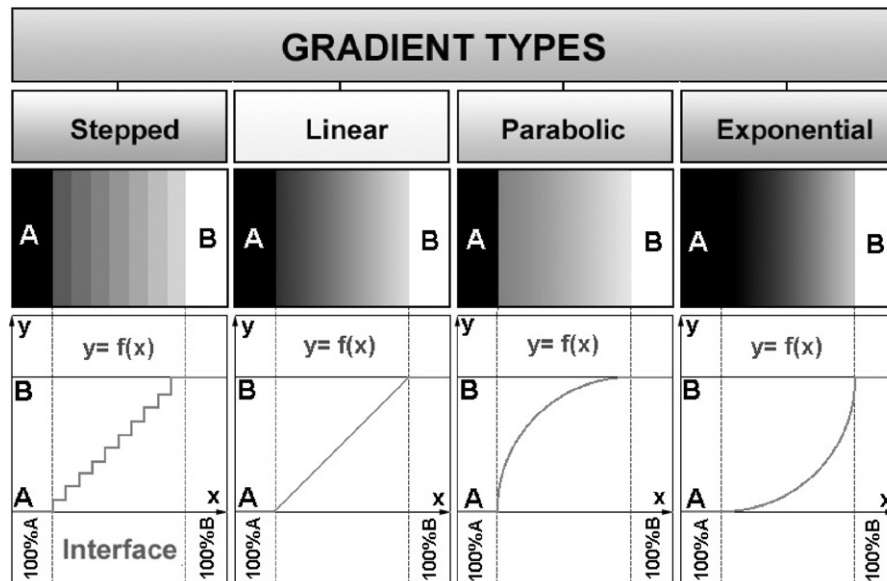 GRADIENT TYPES
Stepped
Linear
Parabolic
Exponential
A
B
A
B
A
B
A
B
y
y= f(x)
B
A
x
100%A
Interface
100%B
y
y= f(x)
B
A
x
100%A
100%B
y
y= f(x)
B
A
x
100%A
100%B
y
y= f(x)
B
A
x
100%A
100%B